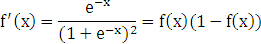 f'(x) = e^{-x} / (1 + e^{-x})^2 = f(x)(1 - f(x))